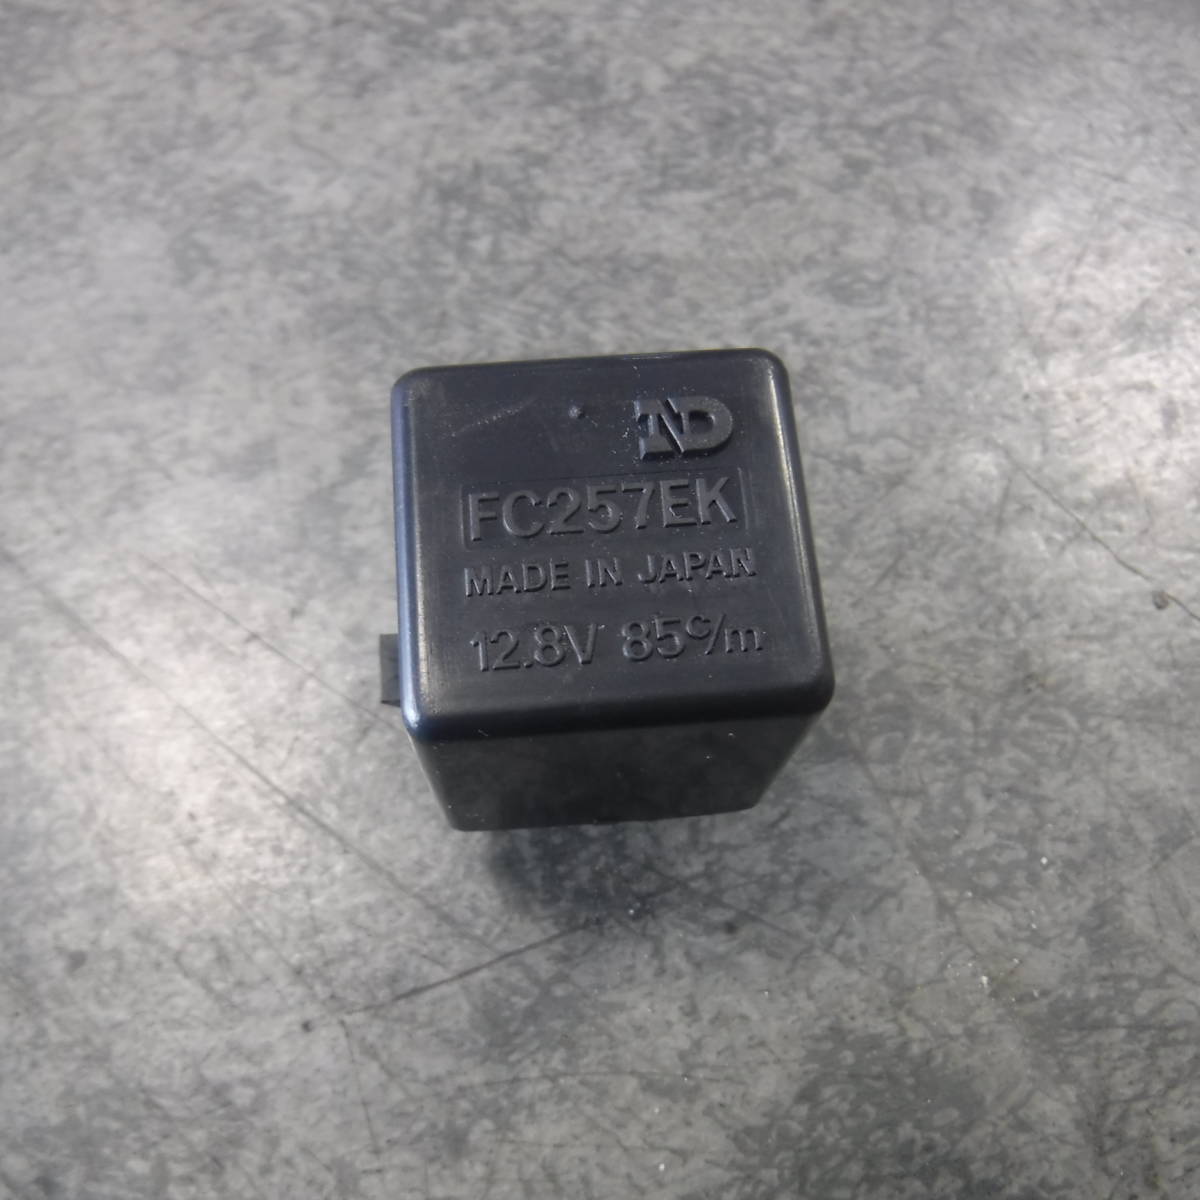 ND
FC257EK
MADE IN JAPAN
12.8V 85c/m